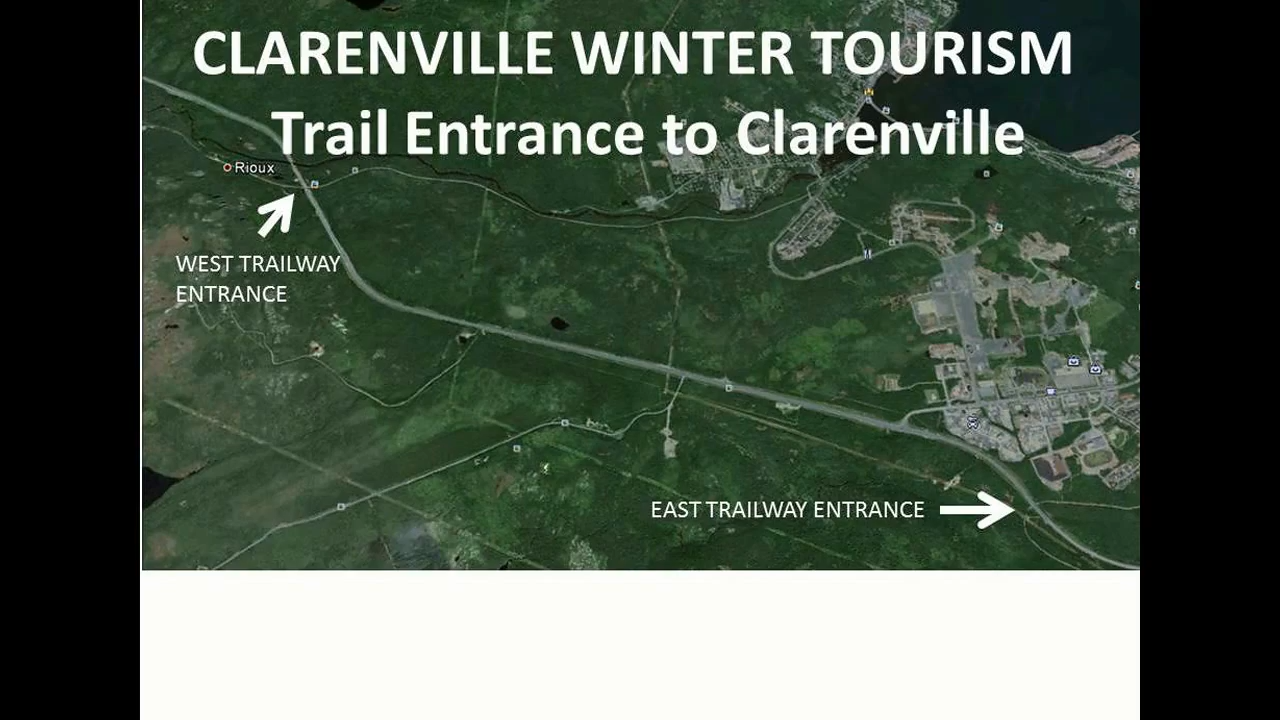 CLARENVILLE WINTER TOURISM
Trail Entrance to Clarenville
Rioux
WEST TRAILWAY
ENTRANCE
EAST TRAILWAY ENTRANCE